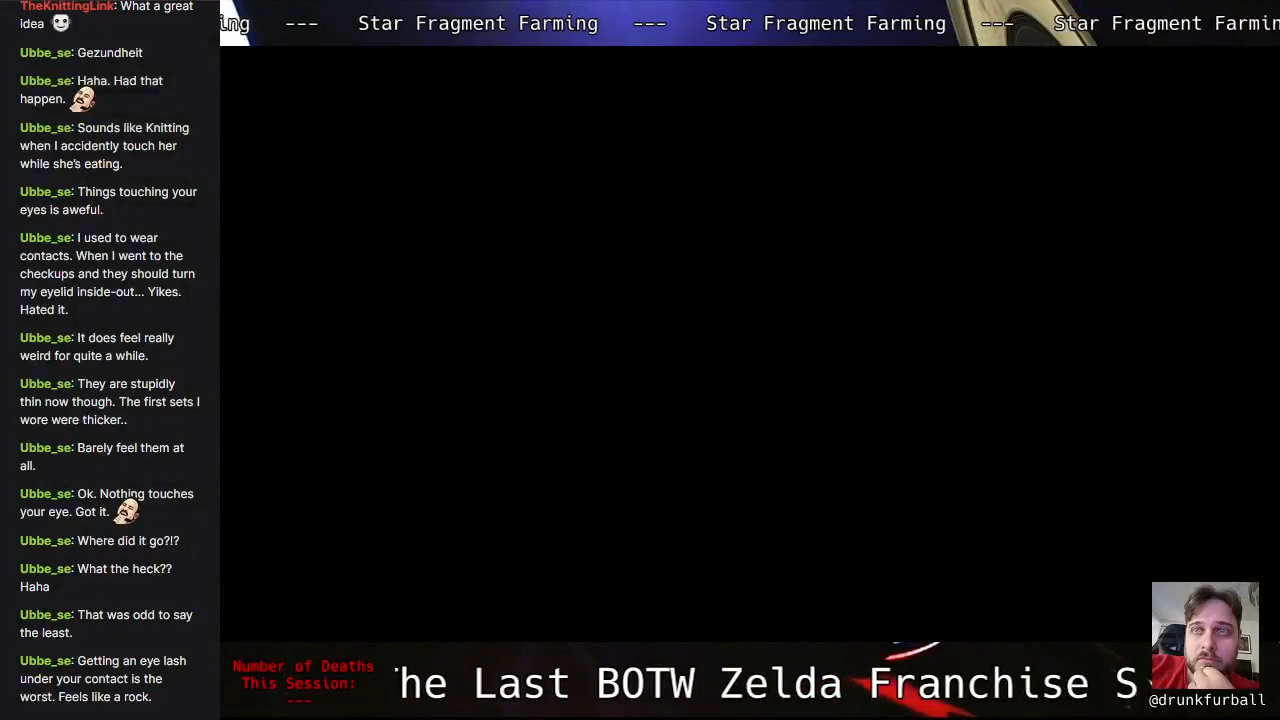 TheKnittingLink: What a great
idea
Ubbe_se: Gezundheit
Ubbe_se: Haha. Had that
happen.
Ubbe_se: Sounds like Knitting
when I accidently touch her
while she's eating.
Ubbe_se: Things touching your
eyes is aweful.
Ubbe_se: I used to wear
contacts. When I went to the
checkups and they should turn
my eyelid inside-out... Yikes.
Hated it.
Ubbe_se: It does feel really
weird for quite a while.
Ubbe_se: They are stupidly
thin now though. The first sets I
wore were thicker..
Ubbe_se: Barely feel them at
all.
Ubbe_se: Ok. Nothing touches
your eye. Got it.
Ubbe_se: Where did it go?!?
Ubbe_se: What the heck??
Haha
Ubbe_se: That was odd to say
the least.
Ubbe_se: Getting an eye lash
under your contact is the
worst. Feels like a rock.
ing --- Star Fragment Farming --- Star Fragment Farming --- Star Fragment Farmin
Number of Deaths
This Session:
---
he Last BOTW Zelda Franchise S
@drunkfurball